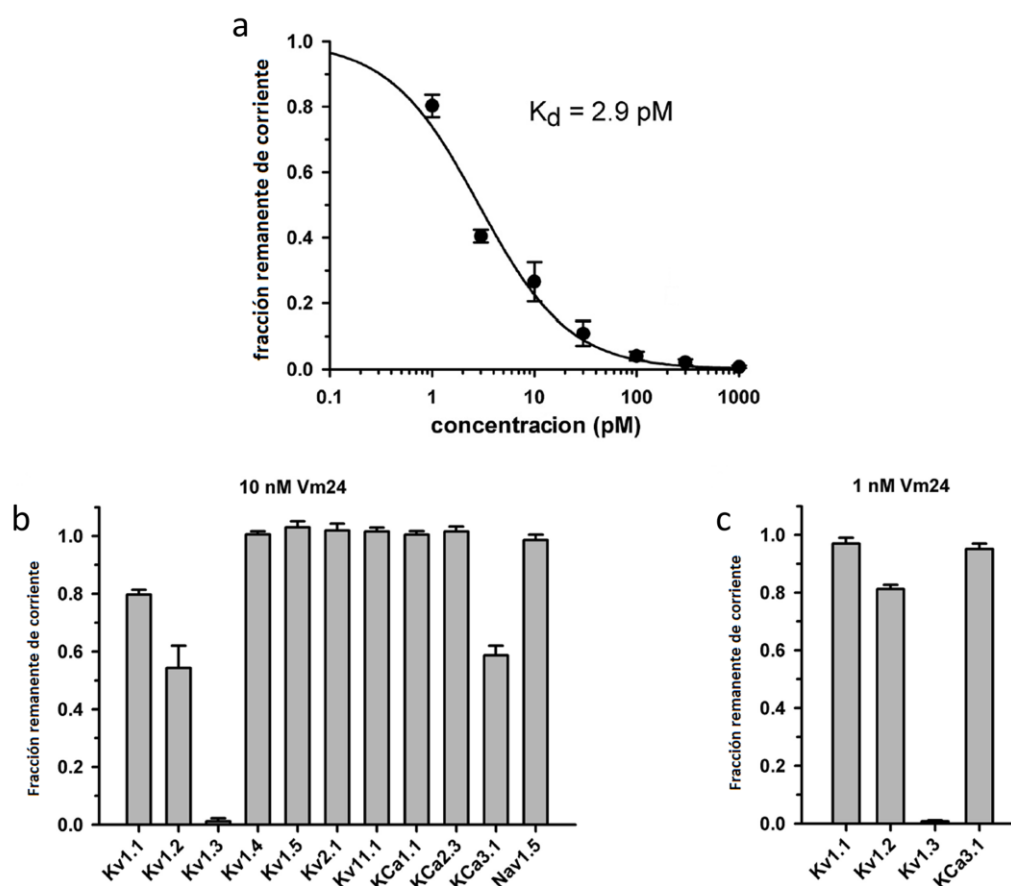 a
fracción remanente de corriente
1.0
0.8
0.6
0.4
0.2
0.0
K_d = 2.9 pM
0.1 1 10 100 1000
concentracion (pM)
b
10 nM Vm24
Fracción remanente de corriente
1.0
0.8
0.6
0.4
0.2
0.0
Kv1.1 Kv1.2 Kv1.3 Kv1.4 Kv1.5 Kv2.1 Kv11.1 KCa1.1 KCa2.3 KCa3.1 Nav1.5
c
1 nM Vm24
Fracción remanente de corriente
1.0
0.8
0.6
0.4
0.2
0.0
Kv1.1 Kv1.2 Kv1.3 KCa3.1